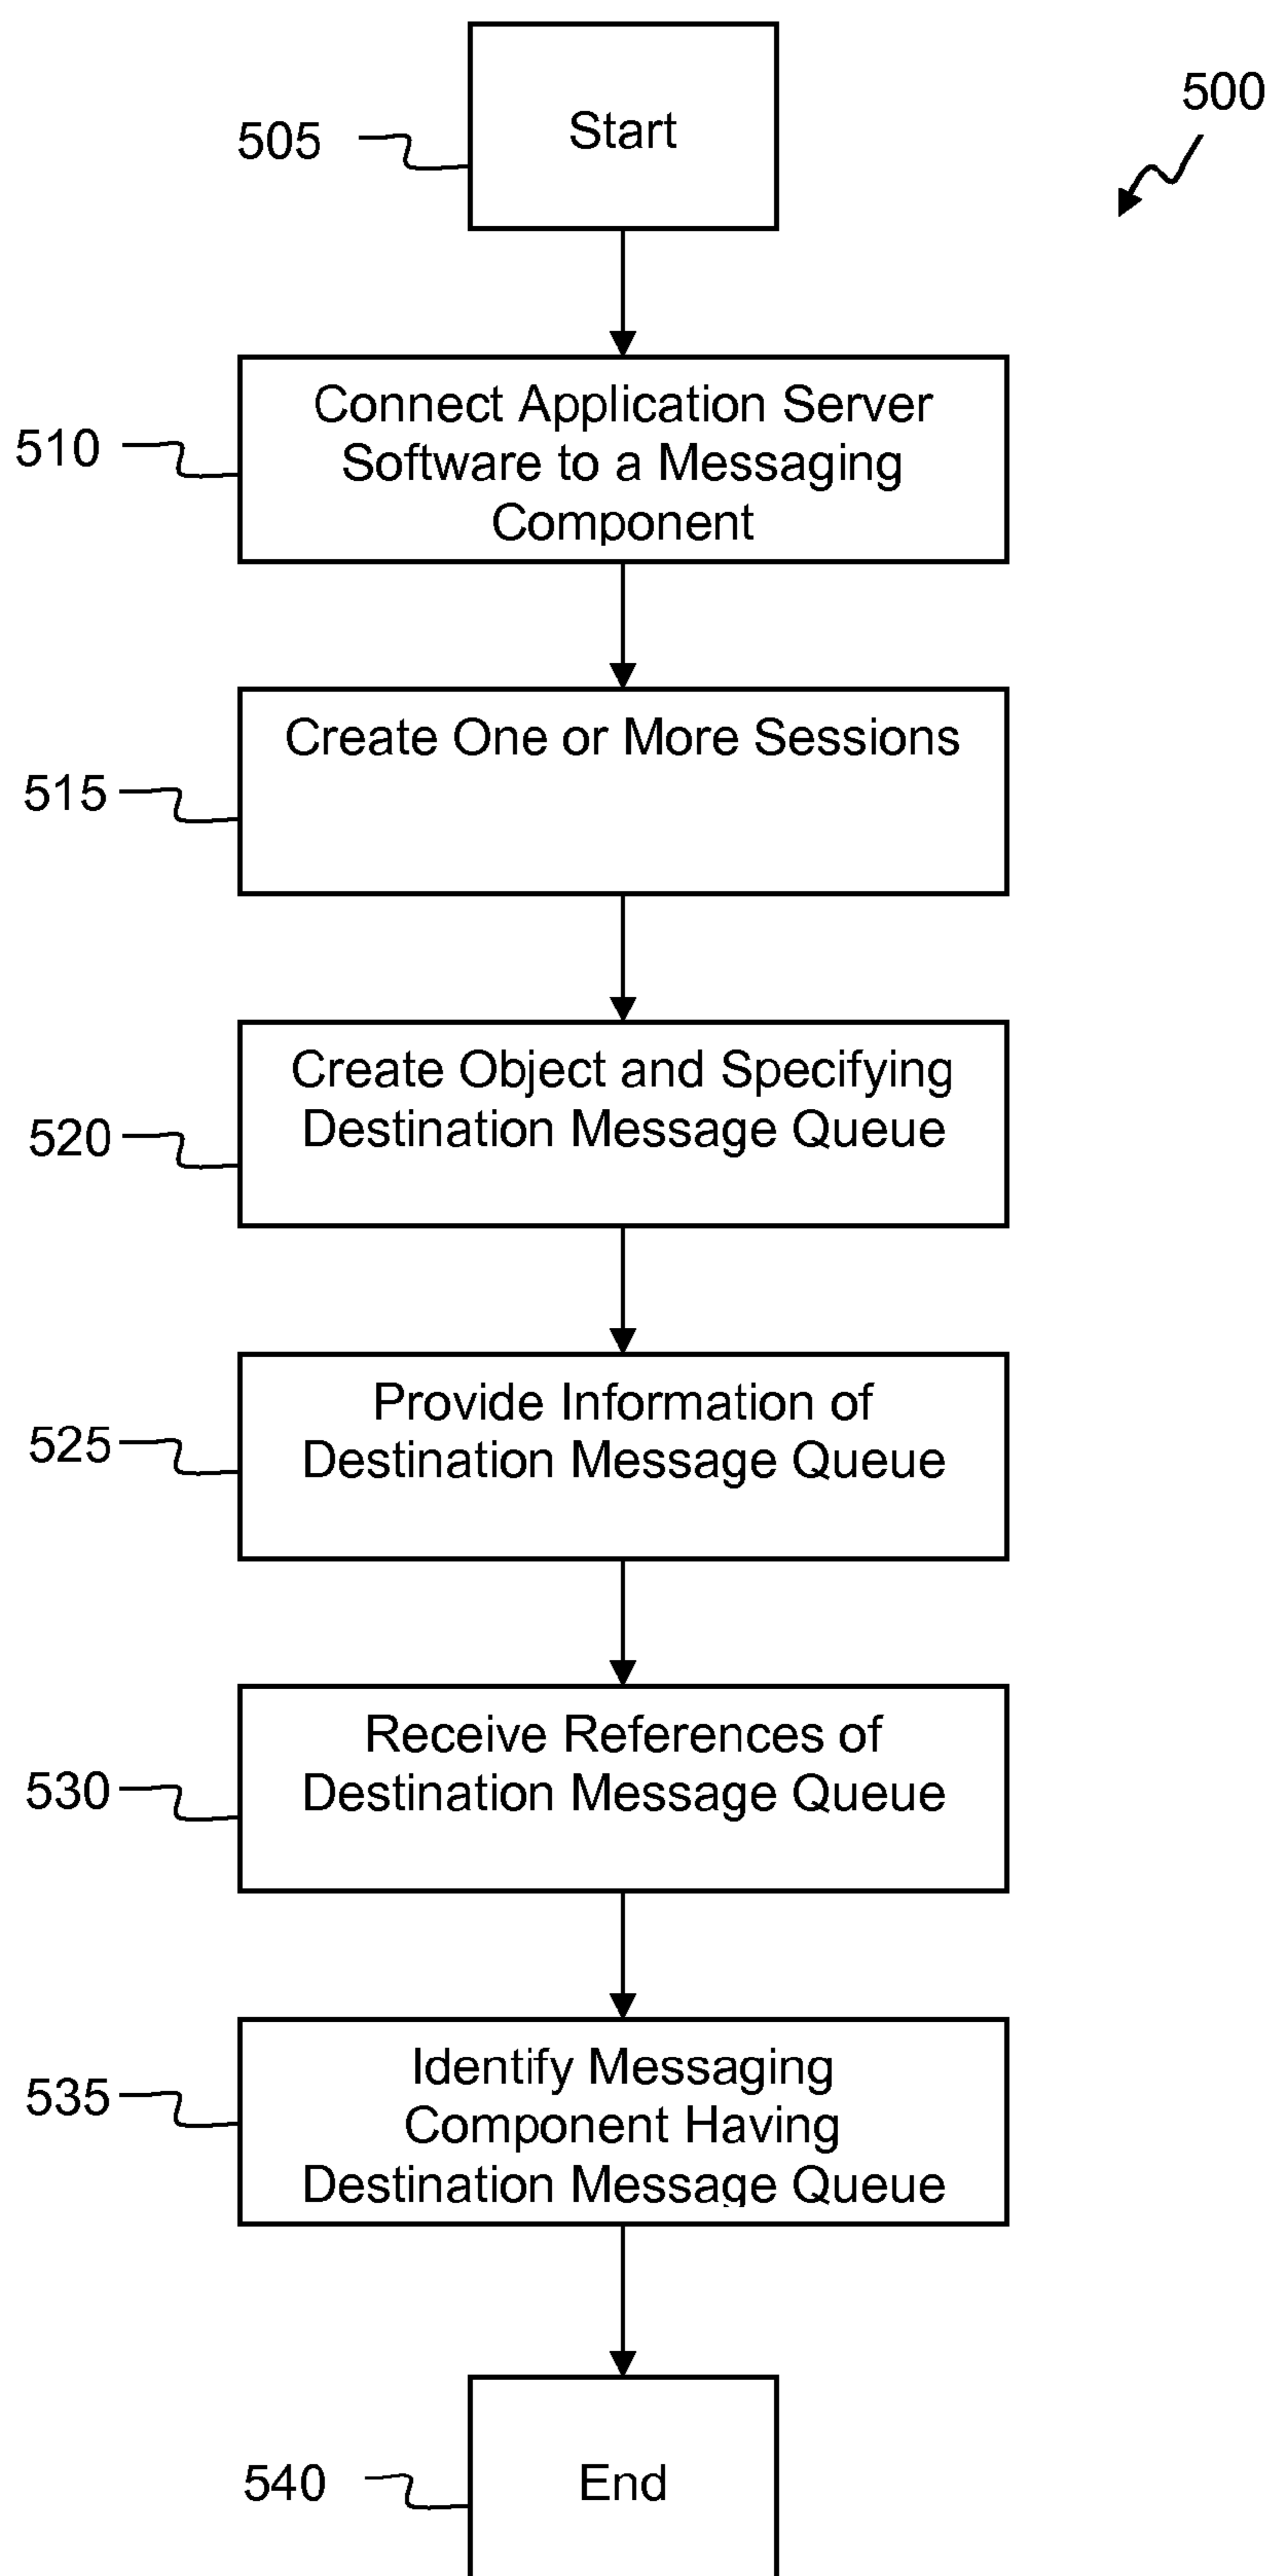 500
505
Start
510
Connect Application Server
Software to a Messaging
Component
515
Create One or More Sessions
520
Create Object and Specifying
Destination Message Queue
525
Provide Information of
Destination Message Queue
530
Receive References of
Destination Message Queue
535
Identify Messaging
Component Having
Destination Message Queue
540
End